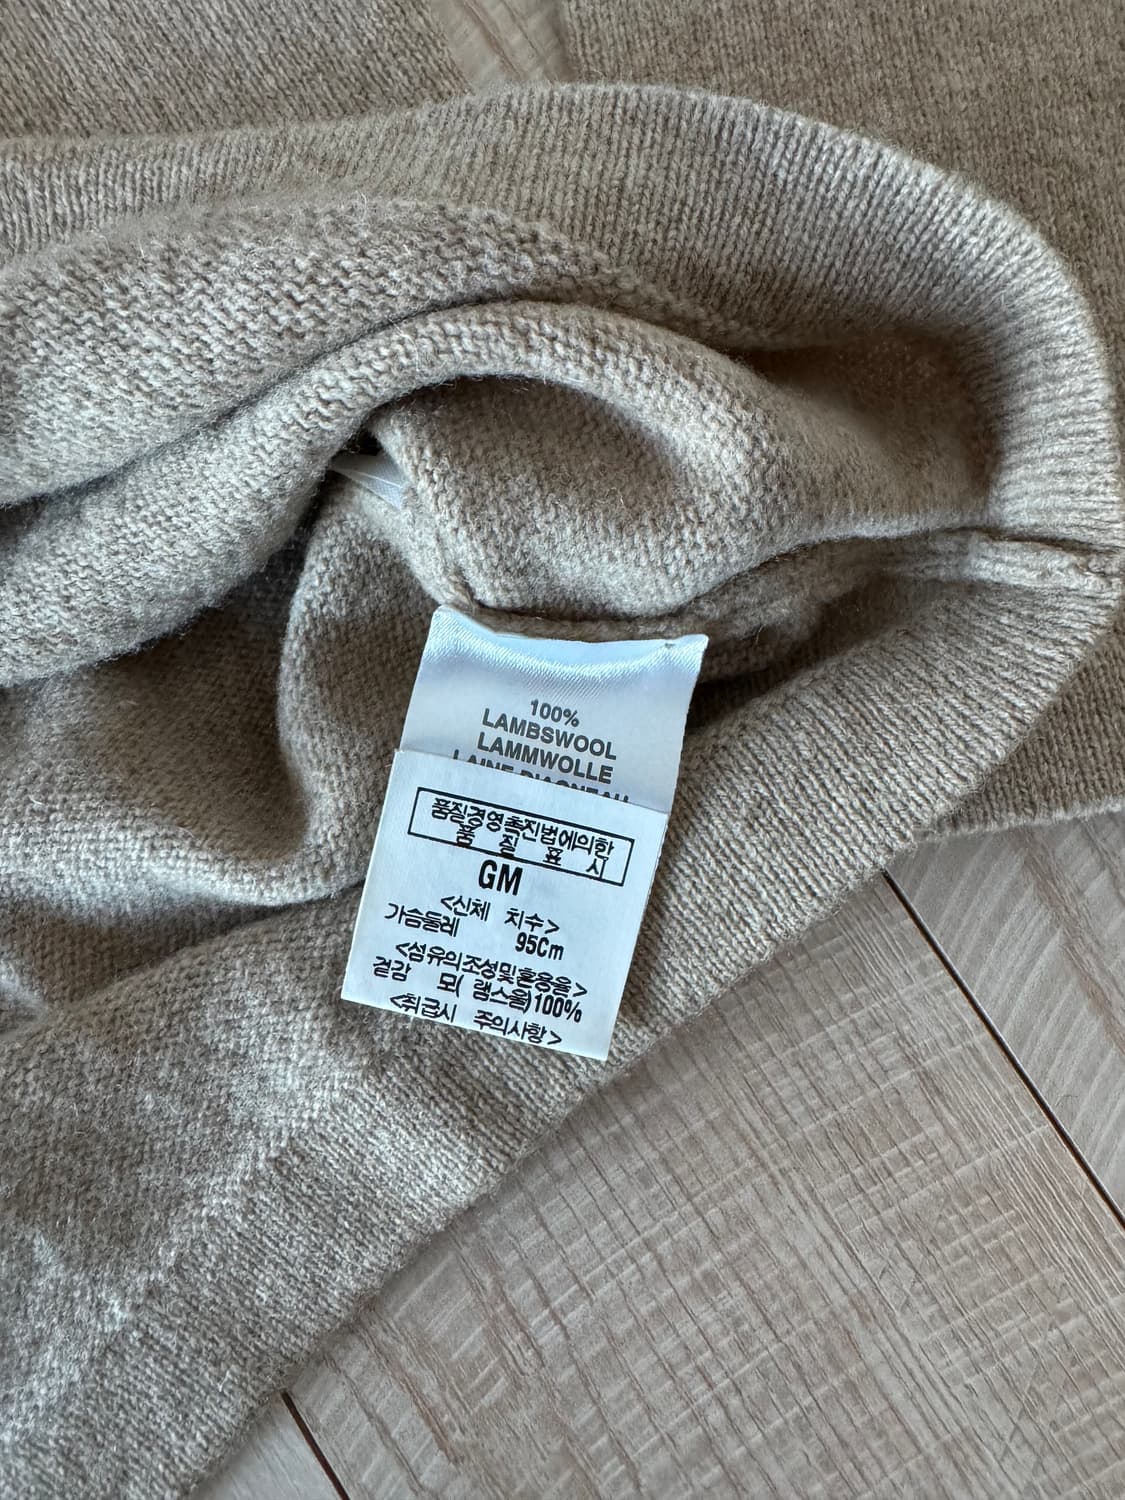 100%
LAMBSWOOL
LAMMWOLLE
LAINE D'AGNEAU
품질경영촉진법에의한
품 질 표 시
GM
<신체 치수>
가슴둘레 95Cm
<섬유의조성및혼용율>
겉감 모( 램스울)100%
<취급시 주의사항>